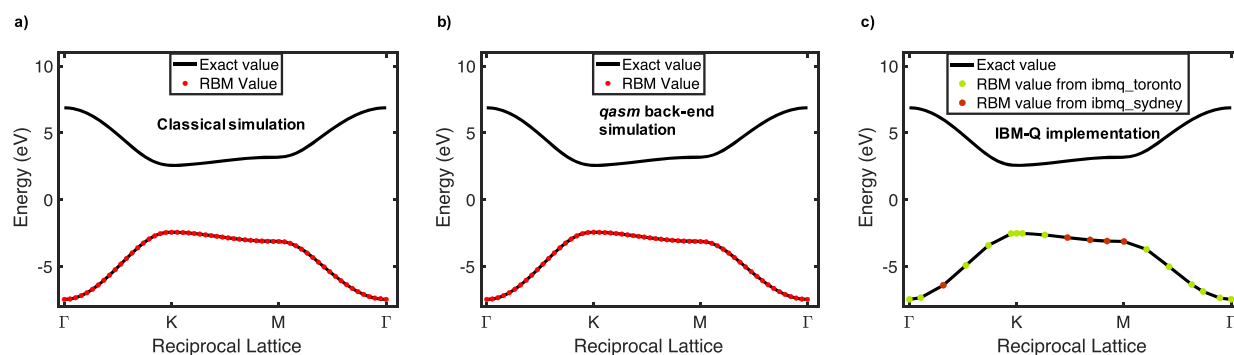 a)
10
5
0
-5
Energy (eV)
Exact value
RBM Value
Classical simulation
Γ
K
M
Γ
Reciprocal Lattice
b)
10
5
0
-5
Energy (eV)
Exact value
RBM Value
qasm back-end
simulation
Γ
K
M
Γ
Reciprocal Lattice
c)
10
5
0
-5
Energy (eV)
Exact value
RBM value from ibmq_toronto
RBM value from ibmq_sydney
IBM-Q implementation
Γ
K
M
Γ
Reciprocal Lattice